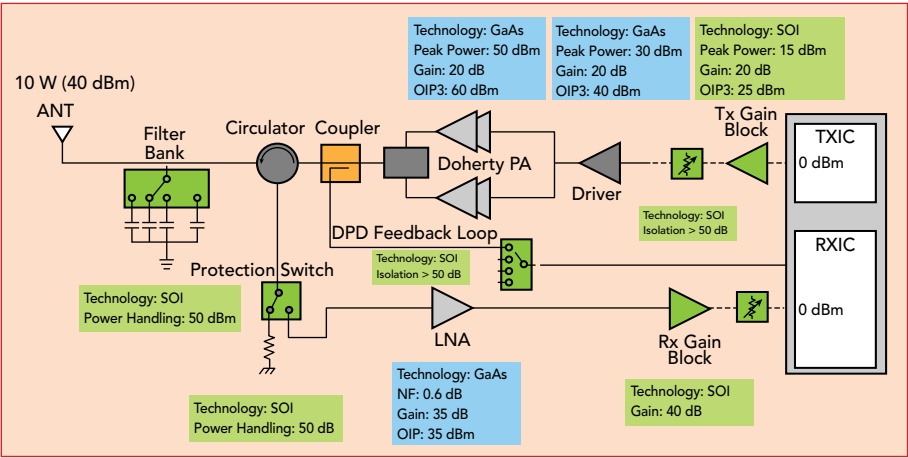 Technology: GaAs
Peak Power: 50 dBm
Gain: 20 dB
OIP3: 60 dBm
Technology: GaAs
Peak Power: 30 dBm
Gain: 20 dB
OIP3: 40 dBm
Technology: SOI
Peak Power: 15 dBm
Gain: 20 dB
OIP3: 25 dBm
10 W (40 dBm)
ANT
Filter
Bank
Circulator
Coupler
Doherty PA
Driver
Tx Gain
Block
TXIC
0 dBm
Technology: SOI
Isolation > 50 dB
DPD Feedback Loop
Technology: SOI
Isolation > 50 dB
RXIC
0 dBm
Protection Switch
Technology: SOI
Power Handling: 50 dBm
LNA
Rx Gain
Block
Technology: GaAs
NF: 0.6 dB
Gain: 35 dB
OIP: 35 dBm
Technology: SOI
Gain: 40 dB
Technology: SOI
Power Handling: 50 dB